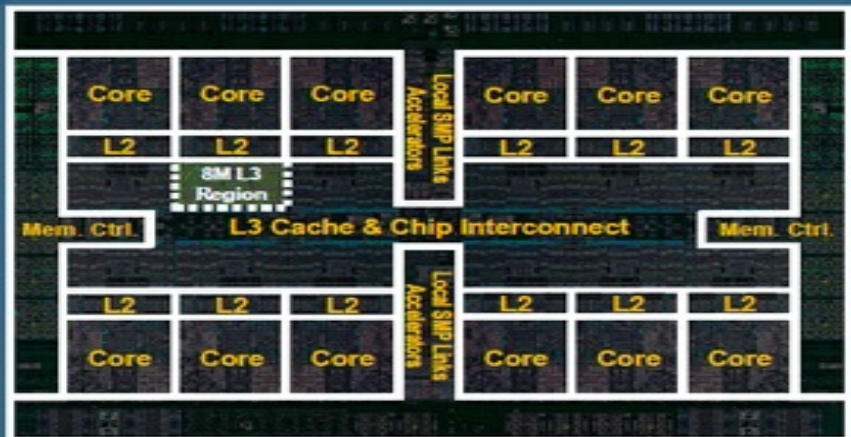 Core Core Core Core Core Core
Local SMP Links
Accelerators
L2 L2 L2 L2 L2 L2
8M L3
Region
Mem. Ctrl. L3 Cache & Chip Interconnect Mem. Ctrl.
Local SMP Links
Accelerators
L2 L2 L2 L2 L2 L2
Core Core Core Core Core Core